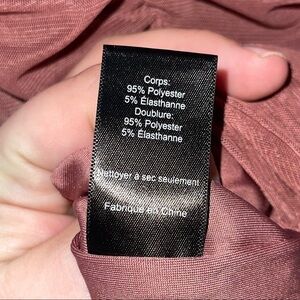 Corps:
95% Polyester
5% Élasthanne
Doublure:
95% Polyester
5% Élasthanne
Nettoyer à sec seulement
Fabriqué en Chine